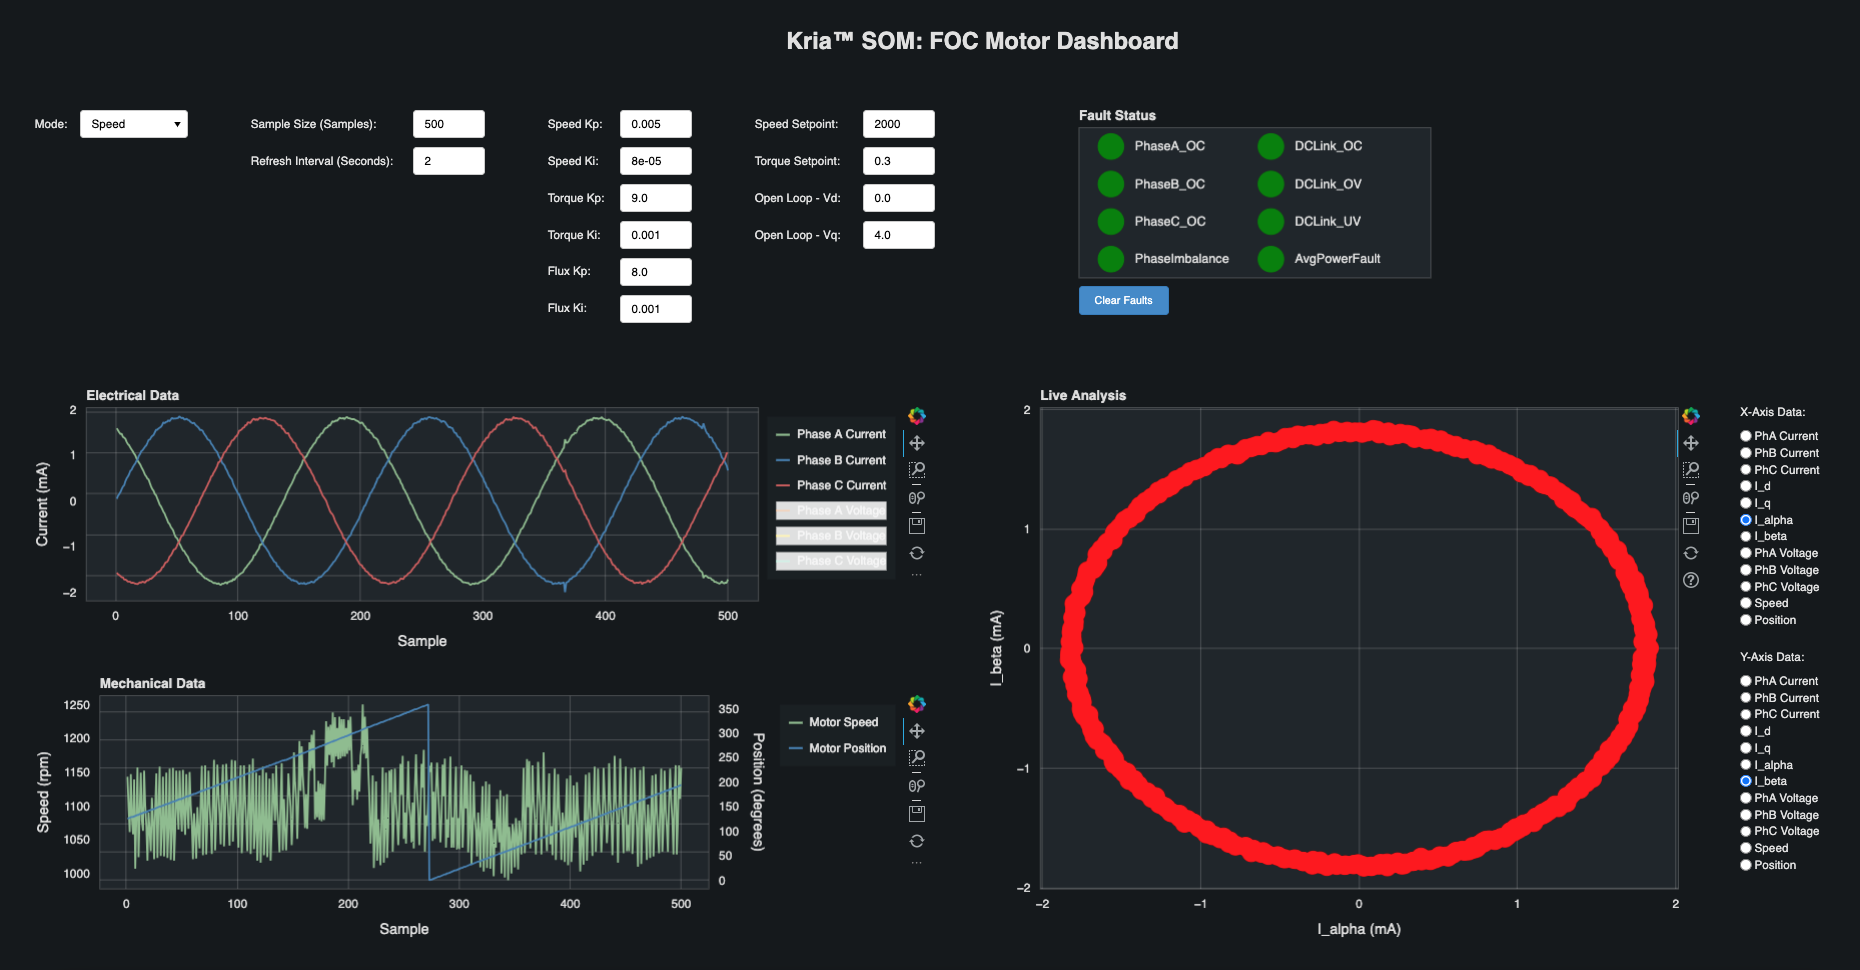 Kria™ SOM: FOC Motor Dashboard
Mode: Speed
Sample Size (Samples): 500
Refresh Interval (Seconds): 2
Speed Kp: 0.005
Speed Ki: 8e-05
Torque Kp: 9.0
Torque Ki: 0.001
Flux Kp: 8.0
Flux Ki: 0.001
Speed Setpoint: 2000
Torque Setpoint: 0.3
Open Loop - Vd: 0.0
Open Loop - Vq: 4.0
Fault Status
PhaseA_OC DCLink_OC
PhaseB_OC DCLink_OV
PhaseC_OC DCLink_UV
PhaseImbalance AvgPowerFault
Clear Faults
Electrical Data
Current (mA)
2
1
0
−1
−2
0 100 200 300 400 500
Sample
Phase A Current
Phase B Current
Phase C Current
Phase A Voltage
Phase B Voltage
Phase C Voltage
Mechanical Data
Speed (rpm)
1250
1200
1150
1100
1050
1000
350
300
250
200
150
100
50
0
Position (degrees)
0 100 200 300 400 500
Sample
Motor Speed
Motor Position
Live Analysis
I_beta (mA)
2
1
0
−1
−2
−2 −1 0 1 2
I_alpha (mA)
X-Axis Data:
PhA Current
PhB Current
PhC Current
I_d
I_q
I_alpha
I_beta
PhA Voltage
PhB Voltage
PhC Voltage
Speed
Position
Y-Axis Data:
PhA Current
PhB Current
PhC Current
I_d
I_q
I_alpha
I_beta
PhA Voltage
PhB Voltage
PhC Voltage
Speed
Position